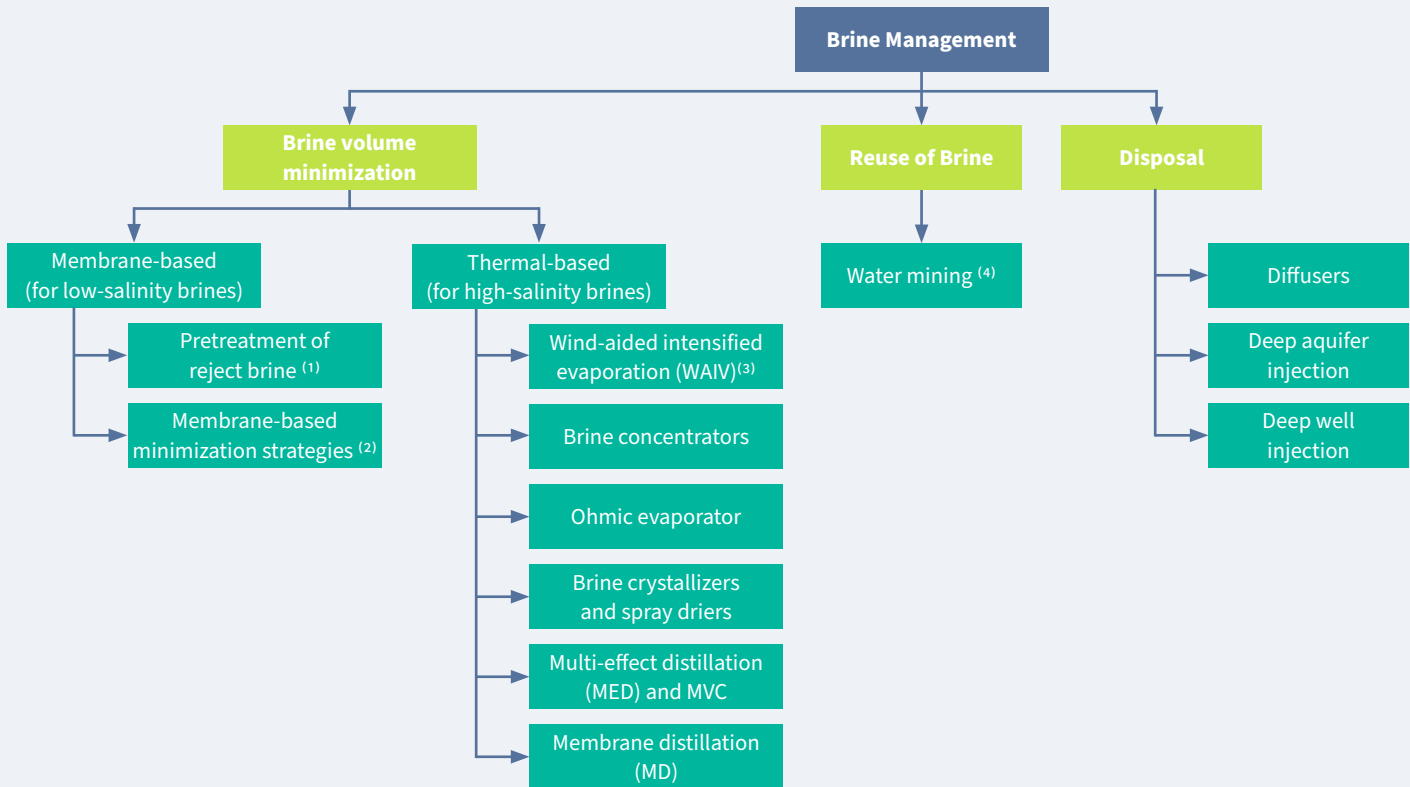 Brine Management
Brine volume
minimization
Reuse of Brine
Disposal
Membrane-based
(for low-salinity brines)
Thermal-based
(for high-salinity brines)
Water mining ⁽⁴⁾
Diffusers
Pretreatment of
reject brine ⁽¹⁾
Wind-aided intensified
evaporation (WAIV)⁽³⁾
Deep aquifer
injection
Membrane-based
minimization strategies ⁽²⁾
Brine concentrators
Deep well
injection
Ohmic evaporator
Brine crystallizers
and spray driers
Multi-effect distillation
(MED) and MVC
Membrane distillation
(MD)